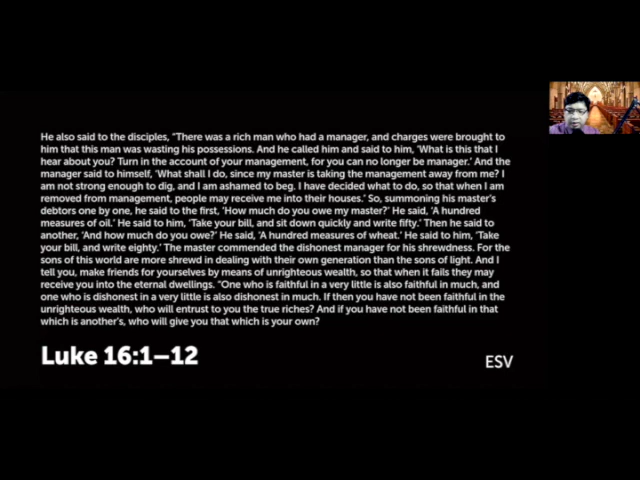 He also said to the disciples, “There was a rich man who had a manager, and charges were brought to
him that this man was wasting his possessions. And he called him and said to him, ‘What is this that I
hear about you? Turn in the account of your management, for you can no longer be manager.’ And the
manager said to himself, ‘What shall I do, since my master is taking the management away from me? I
am not strong enough to dig, and I am ashamed to beg. I have decided what to do, so that when I am
removed from management, people may receive me into their houses.’ So, summoning his master’s
debtors one by one, he said to the first, ‘How much do you owe my master?’ He said, ‘A hundred
measures of oil.’ He said to him, ‘Take your bill, and sit down quickly and write fifty.’ Then he said to
another, ‘And how much do you owe?’ He said, ‘A hundred measures of wheat.’ He said to him, ‘Take
your bill, and write eighty.’ The master commended the dishonest manager for his shrewdness. For the
sons of this world are more shrewd in dealing with their own generation than the sons of light. And I
tell you, make friends for yourselves by means of unrighteous wealth, so that when it fails they may
receive you into the eternal dwellings. “One who is faithful in a very little is also faithful in much, and
one who is dishonest in a very little is also dishonest in much. If then you have not been faithful in the
unrighteous wealth, who will entrust to you the true riches? And if you have not been faithful in that
which is another’s, who will give you that which is your own?
Luke 16:1–12
ESV